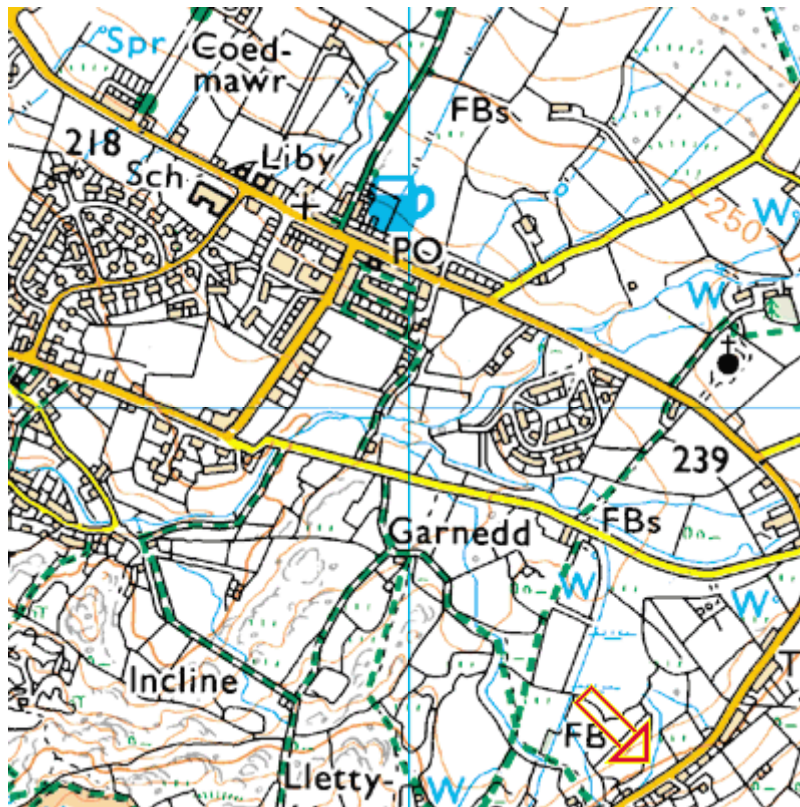 Spr
Coed-
mawr
FBs
218
Liby
Sch
W
250
PO
W
239
FBs
Garnedd
W
W
Incline
FB
Lletty-
W